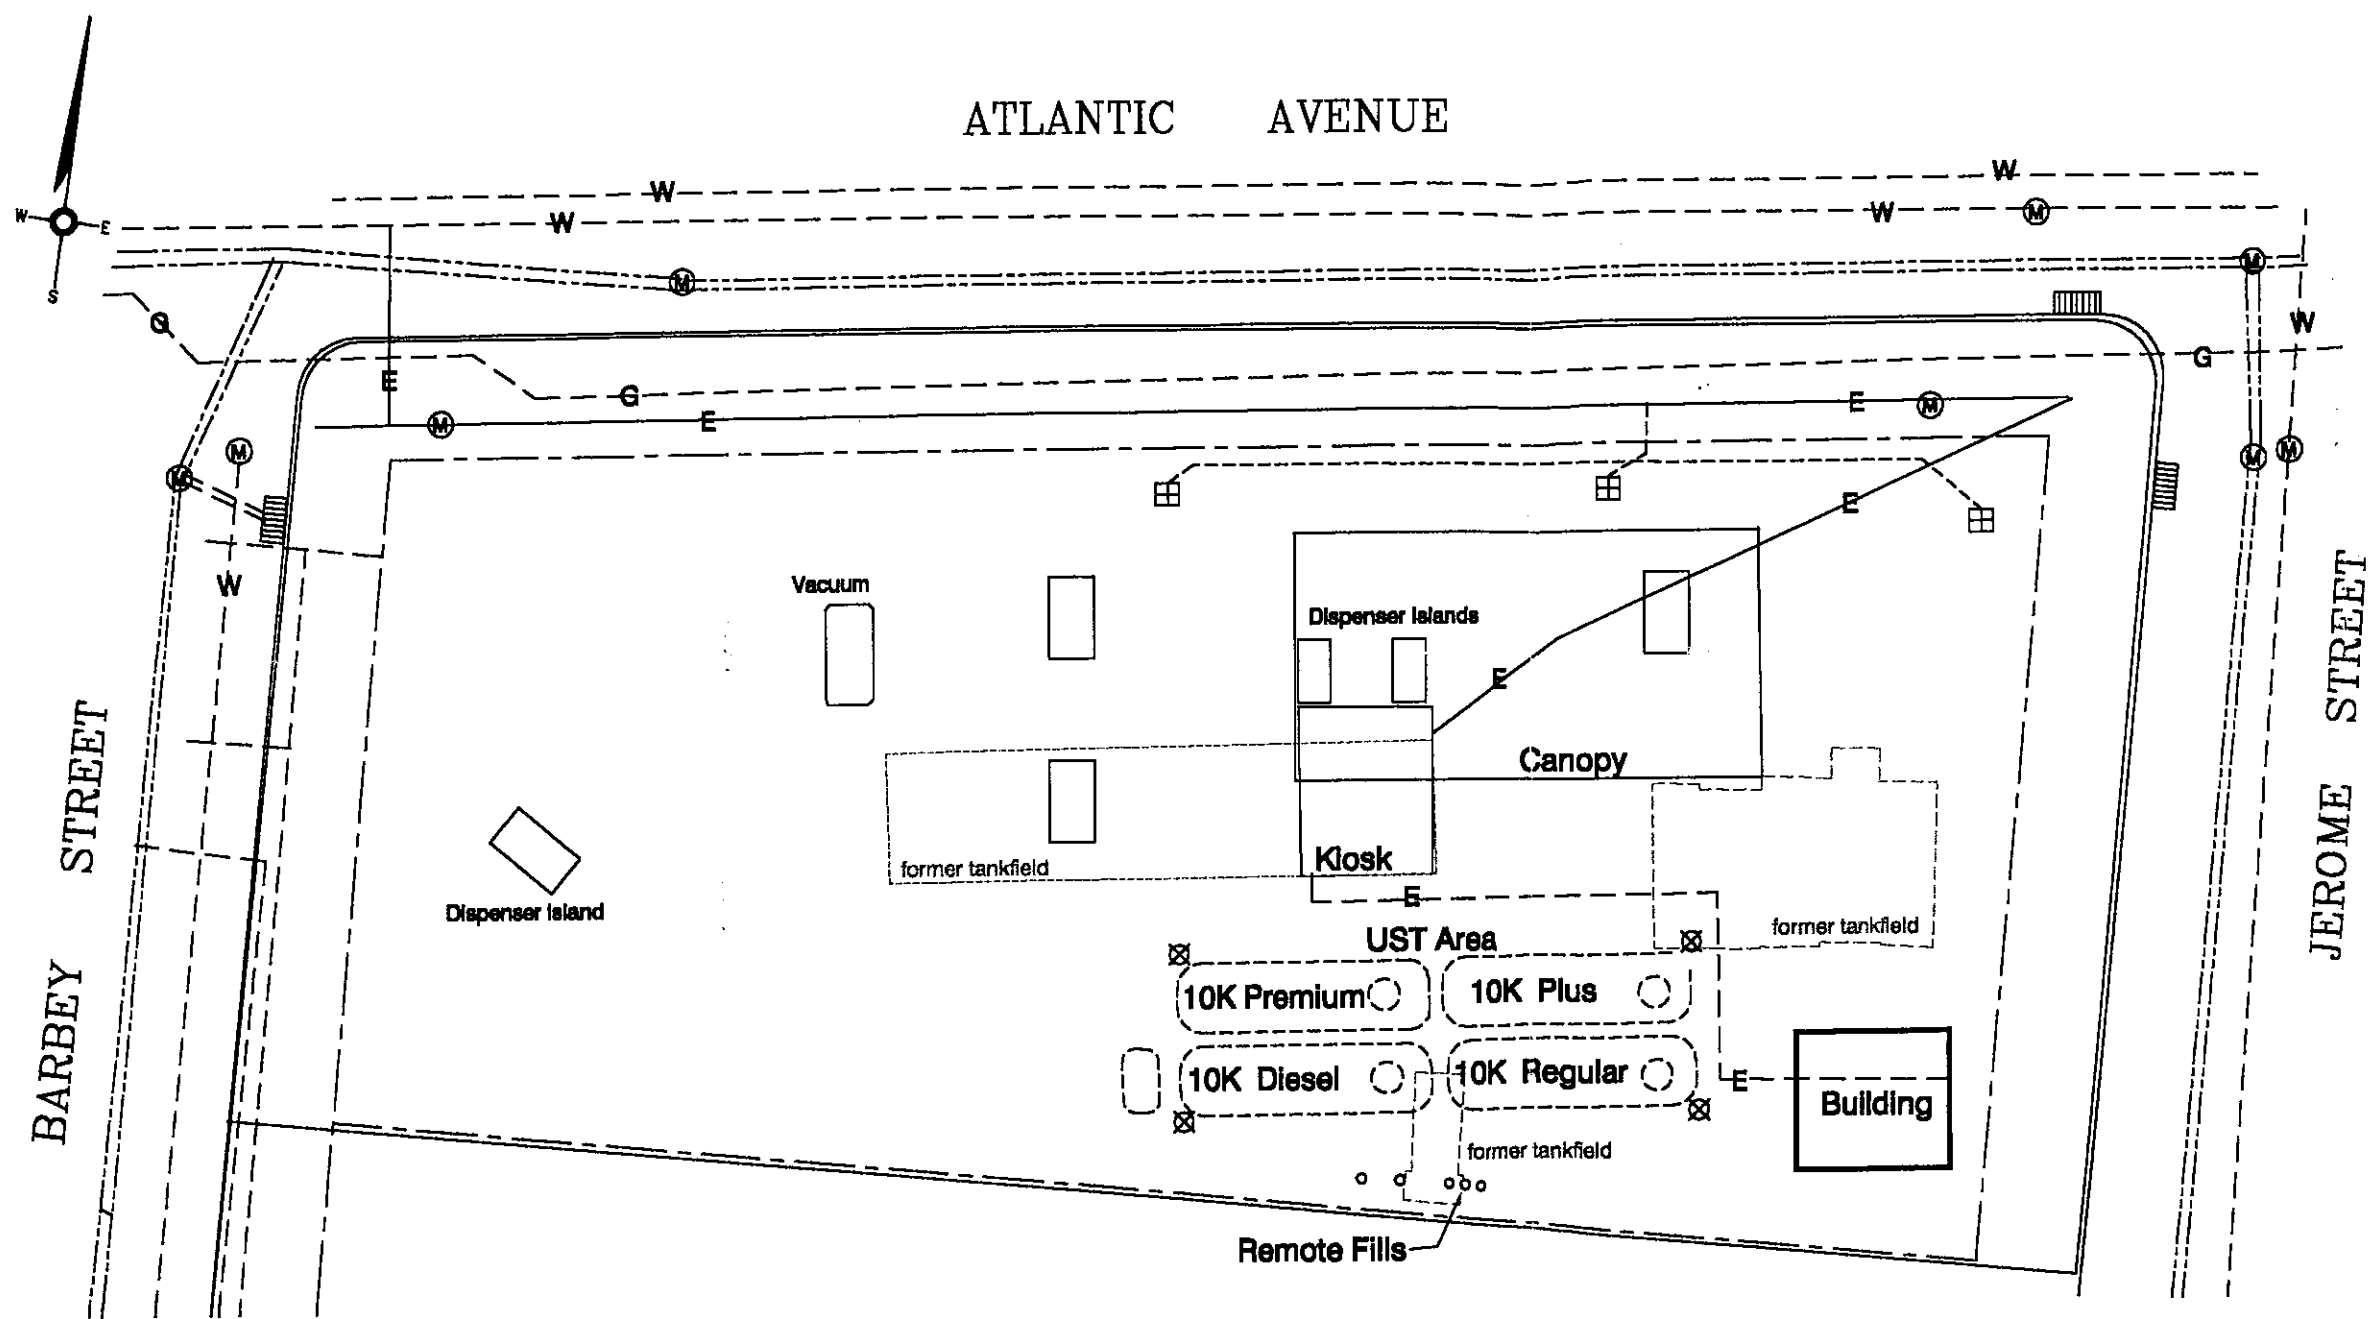 ATLANTIC AVENUE
W
W
W
W
M
W E
S
M
M
G
W
E
G
G
E
M
E
M
M
M
M
M
E
W
Vacuum
Dispenser Islands
E
Canopy
Kiosk
former tankfield
Dispenser Island
E
former tankfield
UST Area
10K Premium
10K Plus
10K Diesel
10K Regular
E
Building
former tankfield
Remote Fills
BARBEY STREET
JEROME STREET